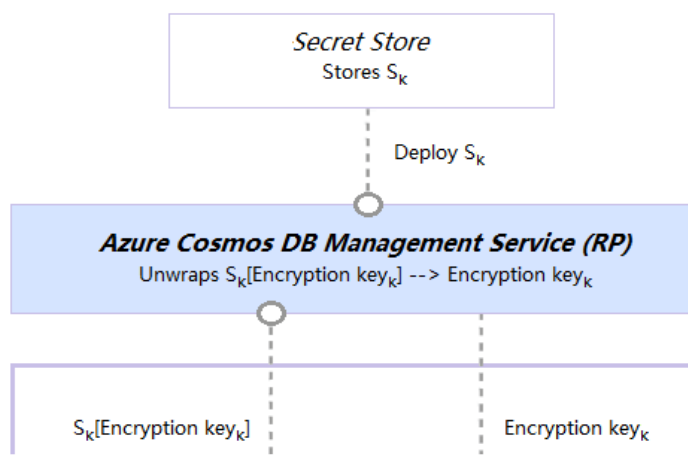 Secret Store
Stores Sₖ
Deploy Sₖ
Azure Cosmos DB Management Service (RP)
Unwraps Sₖ[Encryption keyₖ] --> Encryption keyₖ
Sₖ[Encryption keyₖ]
Encryption keyₖ